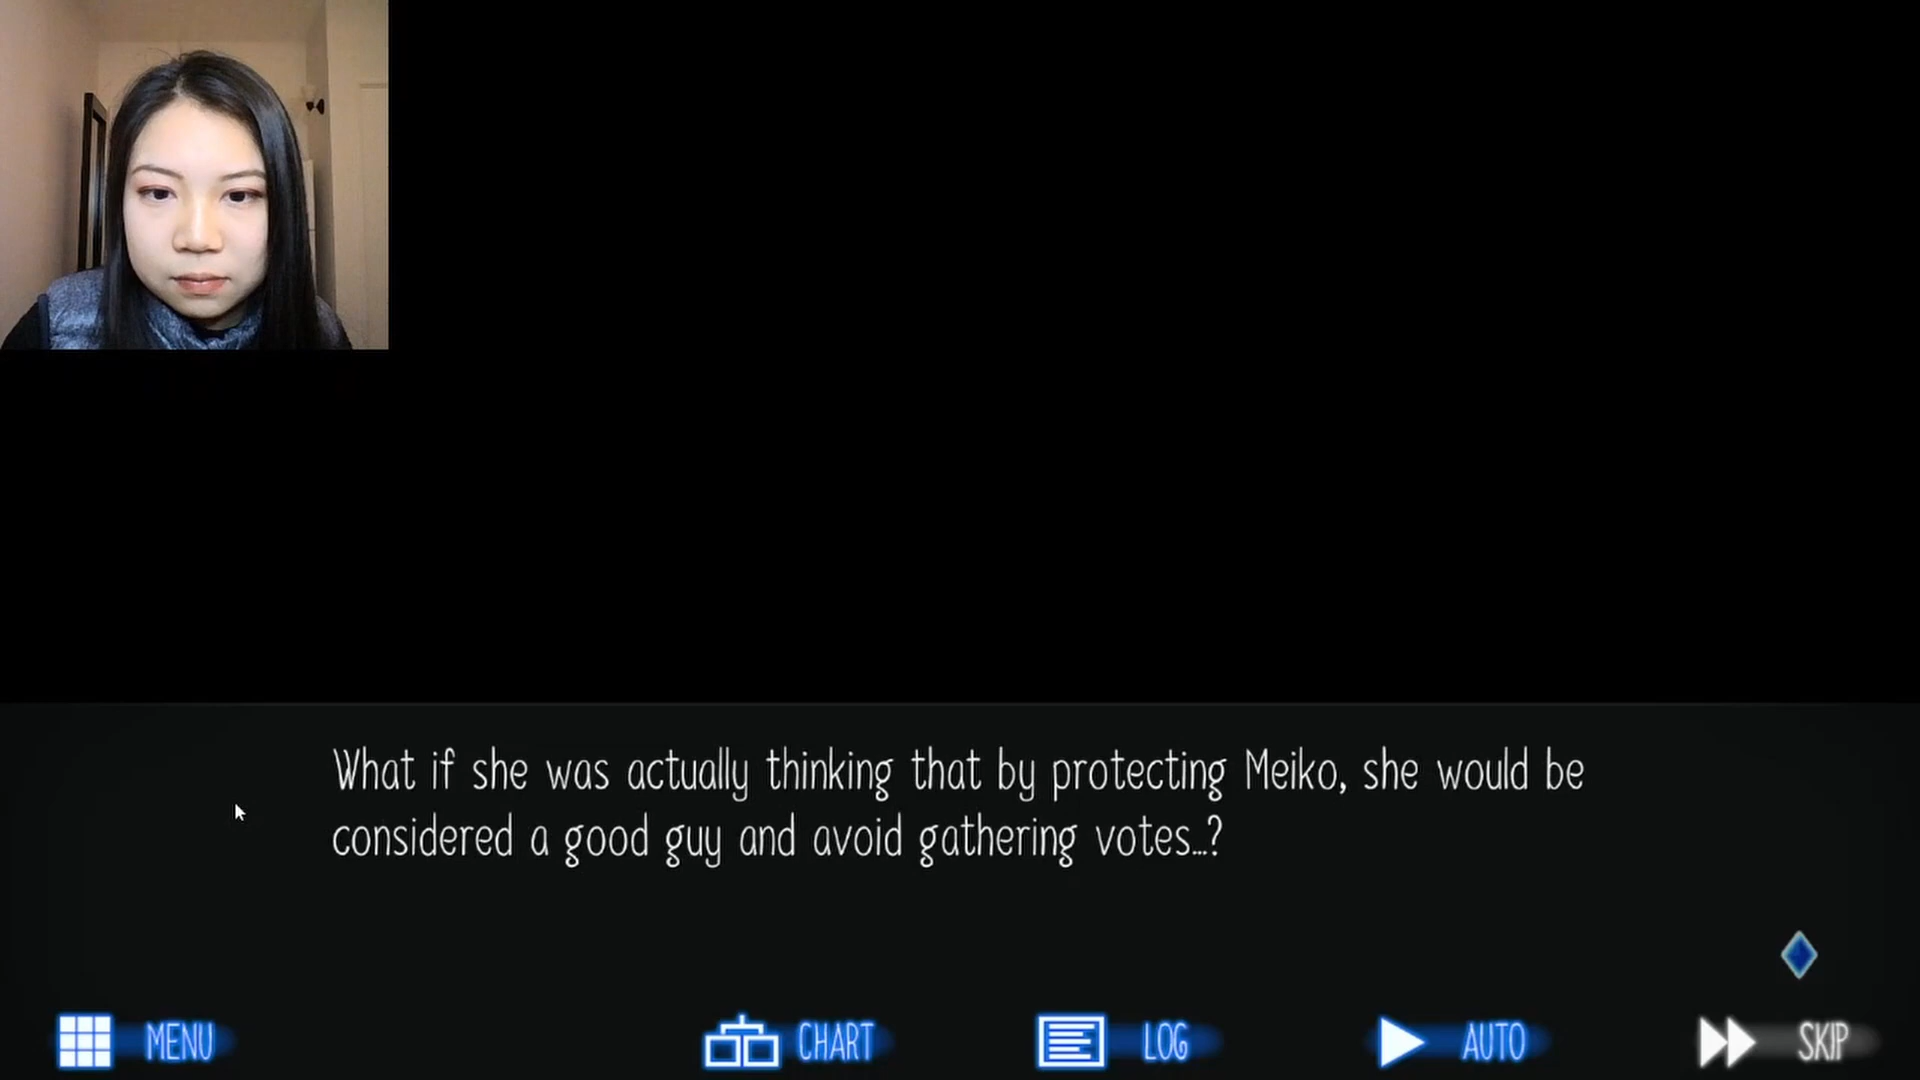 What if she was actually thinking that by protecting Meiko, she would be
considered a good guy and avoid gathering votes...?
MENU
CHART
LOG
AUTO
SKIP